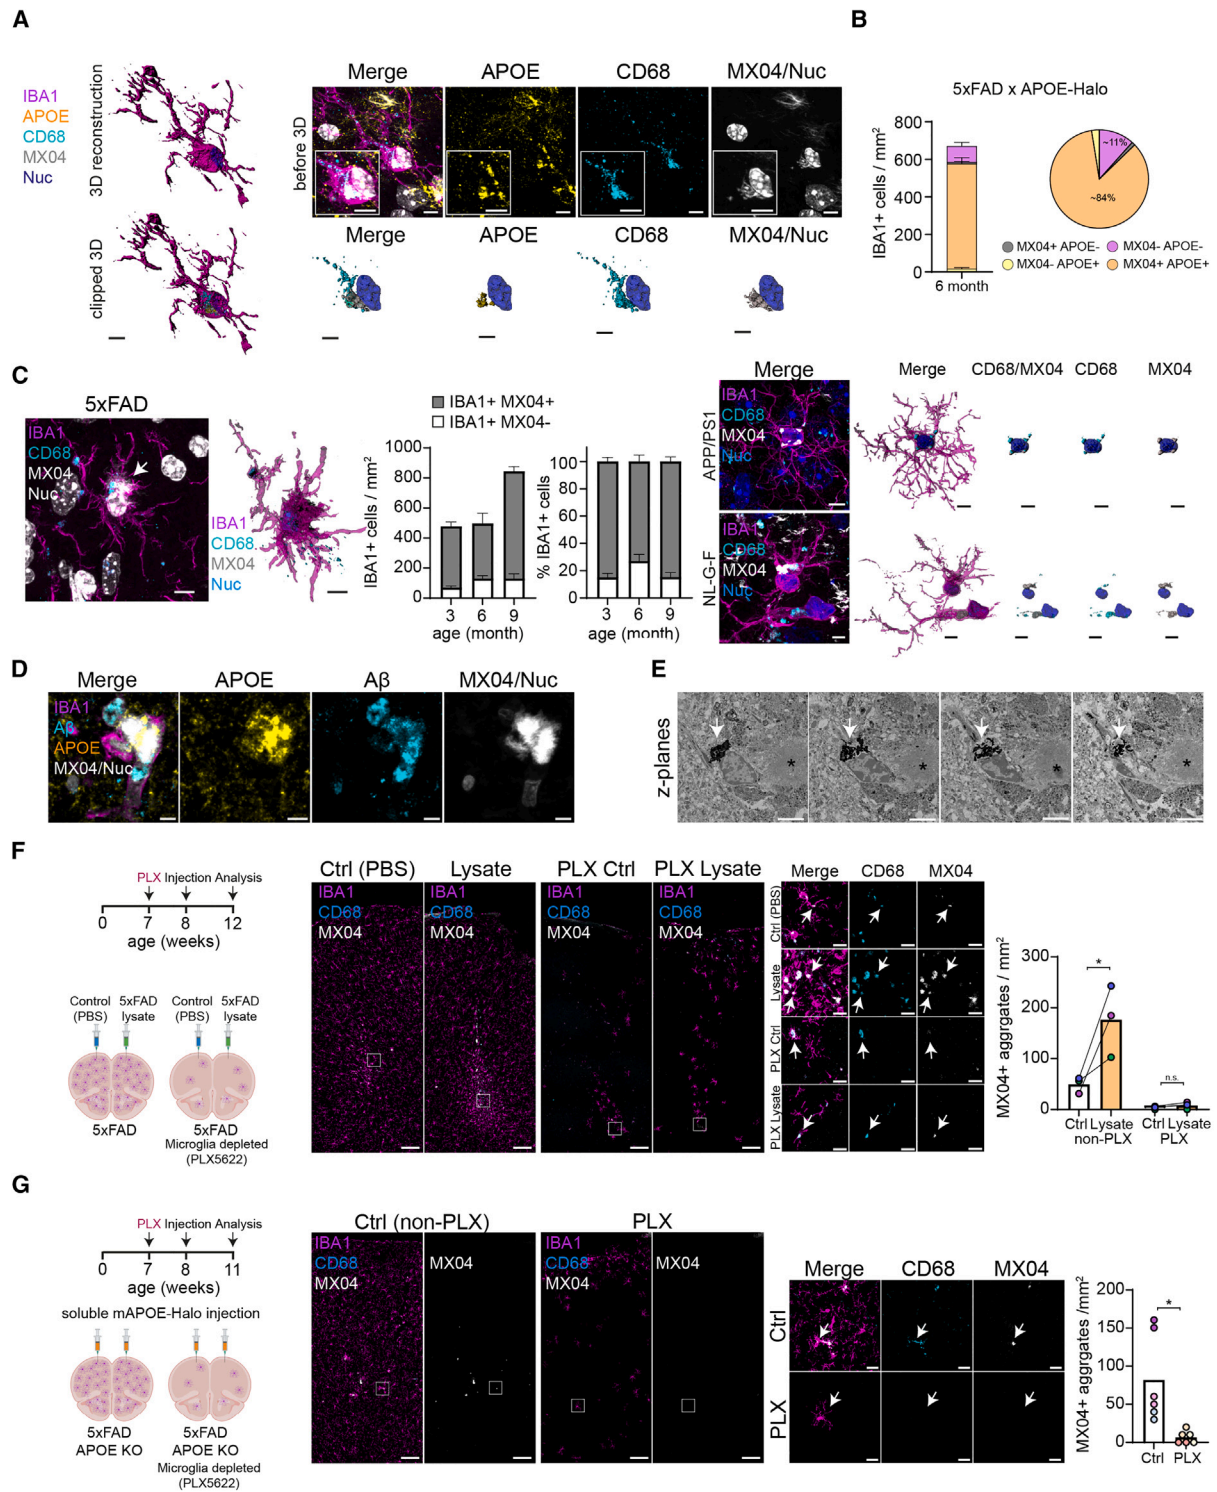 A
IBA1
APOE
CD68
MX04
Nuc
3D reconstruction
clipped 3D
before 3D
Merge
APOE
CD68
MX04/Nuc
Merge
APOE
CD68
MX04/Nuc
B
5xFAD x APOE-Halo
IBA1+ cells / mm²
800
600
400
200
0
6 month
~11%
~84%
MX04+ APOE-
MX04- APOE-
MX04- APOE+
MX04+ APOE+
C
5xFAD
IBA1
CD68
MX04
Nuc
IBA1
CD68
MX04
Nuc
IBA1+ MX04+
IBA1+ MX04-
IBA1+ cells / mm²
1000
800
600
400
200
0
3 6 9
age (month)
% IBA1+ cells
100
80
60
40
20
0
3 6 9
age (month)
Merge
APP/PS1
IBA1
CD68
MX04
Nuc
NL-G-F
IBA1
CD68
MX04
Nuc
Merge
CD68/MX04
CD68
MX04
D
Merge
APOE
Aβ
MX04/Nuc
IBA1
Aβ
APOE
MX04/Nuc
E
z-planes
*
*
*
*
F
PLX Injection Analysis
0 7 8 12
age (weeks)
Control (PBS)
5xFAD lysate
Control (PBS)
5xFAD lysate
5xFAD
5xFAD
Microglia depleted
(PLX5622)
Ctrl (PBS)
Lysate
PLX Ctrl
PLX Lysate
IBA1
CD68
MX04
IBA1
CD68
MX04
IBA1
CD68
MX04
IBA1
CD68
MX04
Merge
CD68
MX04
Ctrl (PBS)
Lysate
PLX Ctrl
PLX Lysate
MX04+ aggrgates / mm²
300
200
100
0
*
n.s.
Ctrl Lysate
non-PLX
Ctrl Lysate
PLX
G
PLX Injection Analysis
0 7 8 11
age (weeks)
soluble mAPOE-Halo injection
5xFAD
APOE KO
5xFAD
APOE KO
Microglia depleted
(PLX5622)
Ctrl (non-PLX)
PLX
IBA1
CD68
MX04
MX04
IBA1
CD68
MX04
MX04
Merge
CD68
MX04
Ctrl
PLX
MX04+ aggrgates /mm²
200
150
100
50
0
*
Ctrl PLX